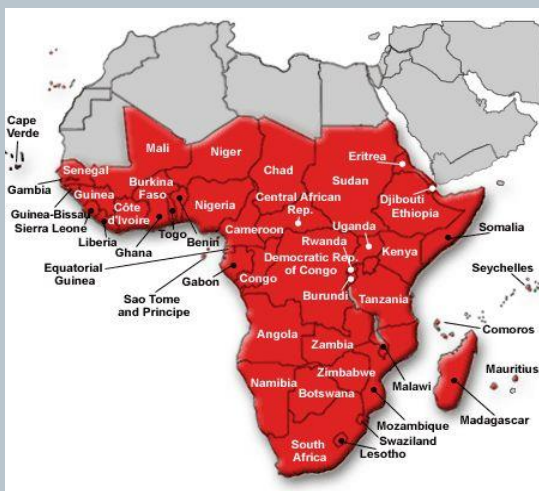 Cape
Verde
Mali
Niger
Chad
Eritrea
Sudan
Senegal
Gambia
Burkina
Faso
Guinea
Nigeria
Djibouti
Ethiopia
Central African
Rep.
Guinea-Bissau
Sierra Leone
Côte
d'Ivoire
Liberia
Ghana
Togo
Benin
Cameroon
Uganda
Somalia
Rwanda
Kenya
Equatorial
Guinea
Gabon
Congo
Democratic Rep.
of Congo
Seychelles
Sao Tome
and Principe
Burundi
Tanzania
Comoros
Angola
Zambia
Malawi
Mauritius
Zimbabwe
Namibia
Botswana
Mozambique
Madagascar
Swaziland
South
Africa
Lesotho